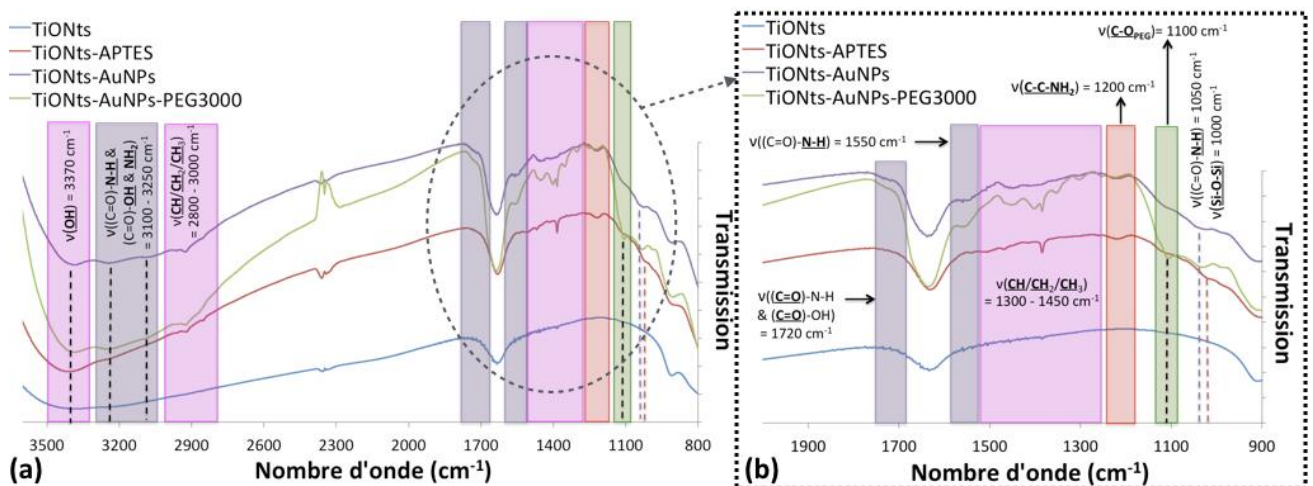 TiONts
TiONts-APTES
TiONts-AuNPs
TiONts-AuNPs-PEG3000
ν(OH) = 3370 cm⁻¹
ν((C=O)-N-H &
(C=O)-OH & NH₂)
= 3100 - 3250 cm⁻¹
ν(CH/CH₂/CH₃)
= 2800 - 3000 cm⁻¹
Transmission
3500 3200 2900 2600 2300 2000 1700 1400 1100 800
Nombre d'onde (cm⁻¹)
(a)
TiONts
TiONts-APTES
TiONts-AuNPs
TiONts-AuNPs-PEG3000
ν(C-O_PEG)= 1100 cm⁻¹
ν(C-C-NH₂) = 1200 cm⁻¹
ν((C=O)-N-H) = 1550 cm⁻¹
ν((C=O)-N-H) = 1050 cm⁻¹
ν(Si-O-Si) = 1000 cm⁻¹
ν((C=O)-N-H
& (C=O)-OH)
= 1720 cm⁻¹
ν(CH/CH₂/CH₃)
= 1300 - 1450 cm⁻¹
Transmission
1900 1700 1500 1300 1100 900
Nombre d'onde (cm⁻¹)
(b)